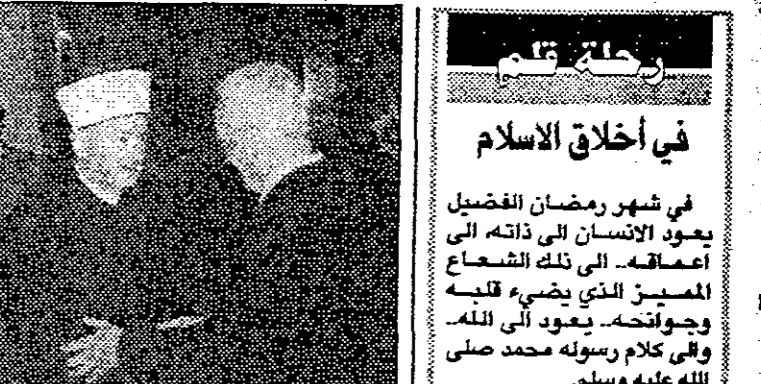 رحلة قلم
في أخلاق الاسلام
في شهر رمضان الفضيل
يعود الانسان الى ذاته، الى
اعماقه.. الى ذلك الشعاع
المميز الذي يضيء قلبه
وجوانحه.. يعود الى الله..
والى كلام رسوله محمد صلى
الله عليه وسلم